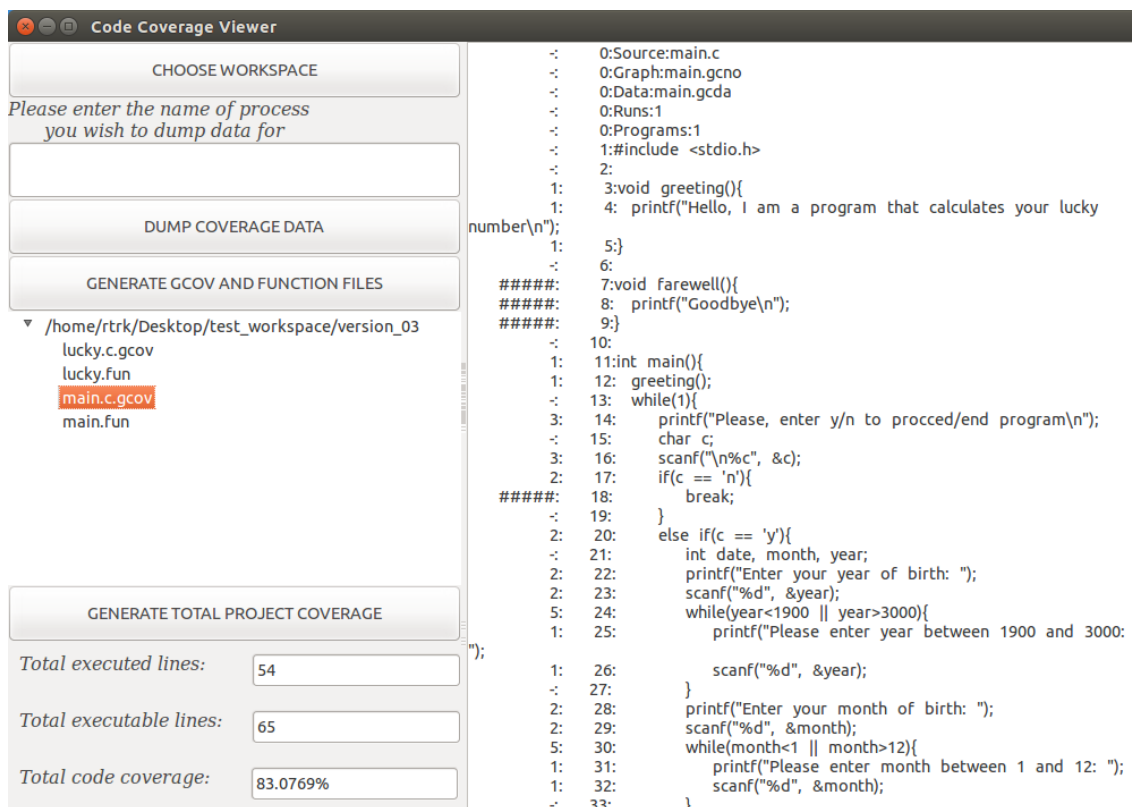 Code Coverage Viewer
CHOOSE WORKSPACE
Please enter the name of process
you wish to dump data for
DUMP COVERAGE DATA
GENERATE GCOV AND FUNCTION FILES
/home/rtrk/Desktop/test_workspace/version_03
lucky.c.gcov
lucky.fun
main.c.gcov
main.fun
GENERATE TOTAL PROJECT COVERAGE
Total executed lines: 54
Total executable lines: 65
Total code coverage: 83.0769%
-: 0:Source:main.c
-: 0:Graph:main.gcno
-: 0:Data:main.gcda
-: 0:Runs:1
-: 0:Programs:1
-: 1:#include <stdio.h>
-: 2:
1: 3:void greeting(){
1: 4: printf("Hello, I am a program that calculates your lucky
number\n");
1: 5:}
-: 6:
#####: 7:void farewell(){
#####: 8: printf("Goodbye\n");
#####: 9:}
-: 10:
1: 11:int main(){
1: 12: greeting();
-: 13: while(1){
3: 14: printf("Please, enter y/n to procced/end program\n");
-: 15: char c;
3: 16: scanf("\n%c", &c);
2: 17: if(c == 'n'){
#####: 18: break;
-: 19: }
2: 20: else if(c == 'y'){
-: 21: int date, month, year;
2: 22: printf("Enter your year of birth: ");
2: 23: scanf("%d", &year);
5: 24: while(year<1900 || year>3000){
1: 25: printf("Please enter year between 1900 and 3000:
");
1: 26: scanf("%d", &year);
-: 27: }
2: 28: printf("Enter your month of birth: ");
2: 29: scanf("%d", &month);
5: 30: while(month<1 || month>12){
1: 31: printf("Please enter month between 1 and 12: ");
1: 32: scanf("%d", &month);
-: 33: }